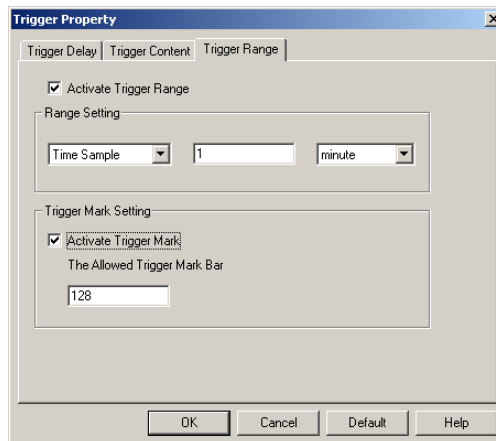 Trigger Property
Trigger Delay Trigger Content Trigger Range
Activate Trigger Range
Range Setting
Time Sample 1 minute
Trigger Mark Setting
Activate Trigger Mark
The Allowed Trigger Mark Bar
128
OK Cancel Default Help